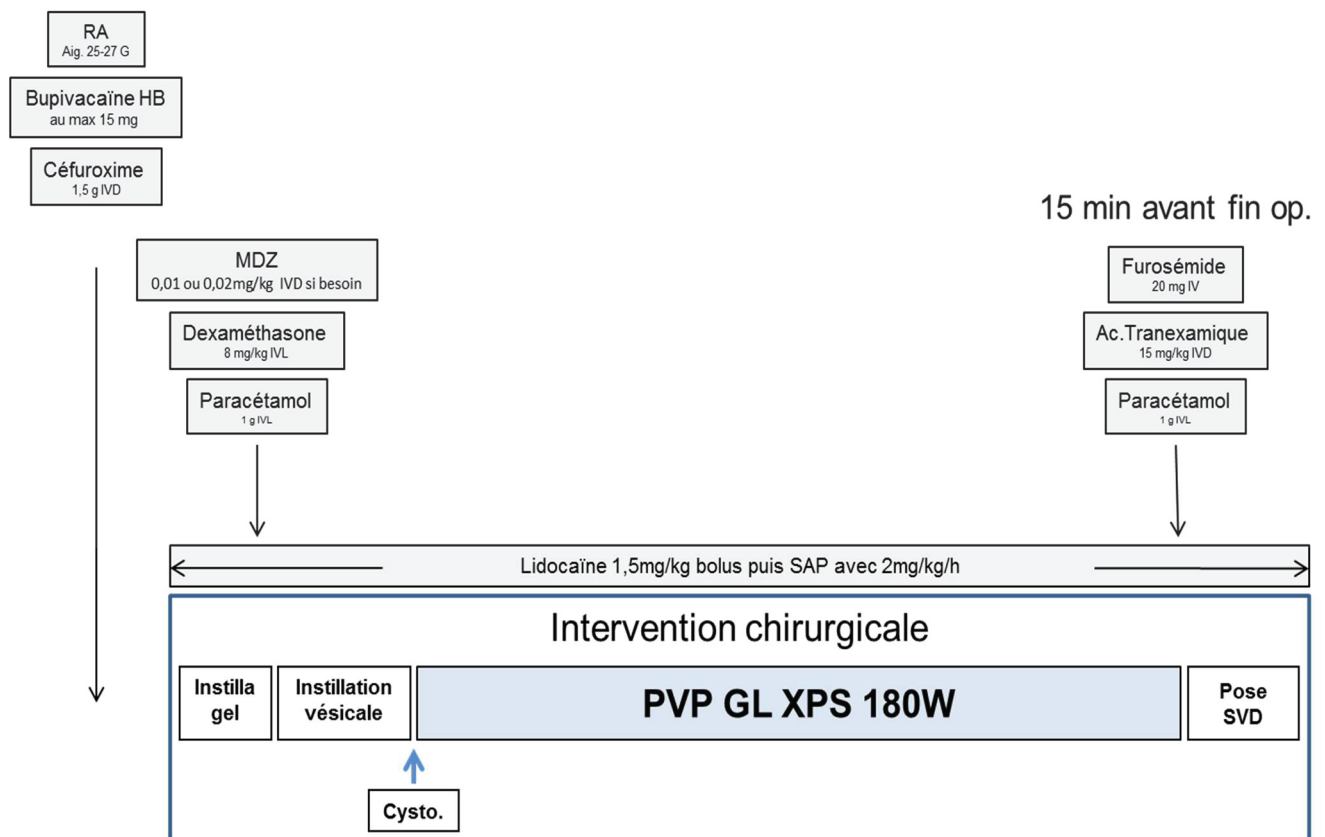 RA
Aig. 25-27 G
Bupivacaïne HB
au max 15 mg
Céfuroxime
1,5 g IVD
MDZ
0,01 ou 0,02mg/kg IVD si besoin
Dexaméthasone
8 mg/kg IVL
Paracétamol
1 g IVL
15 min avant fin op.
Furosémide
20 mg IV
Ac.Tranexamique
15 mg/kg IVD
Paracétamol
1 g IVL
Lidocaïne 1,5mg/kg bolus puis SAP avec 2mg/kg/h
Intervention chirurgicale
Instilla
gel
Instillation
vésicale
PVP GL XPS 180W
Pose
SVD
Cysto.